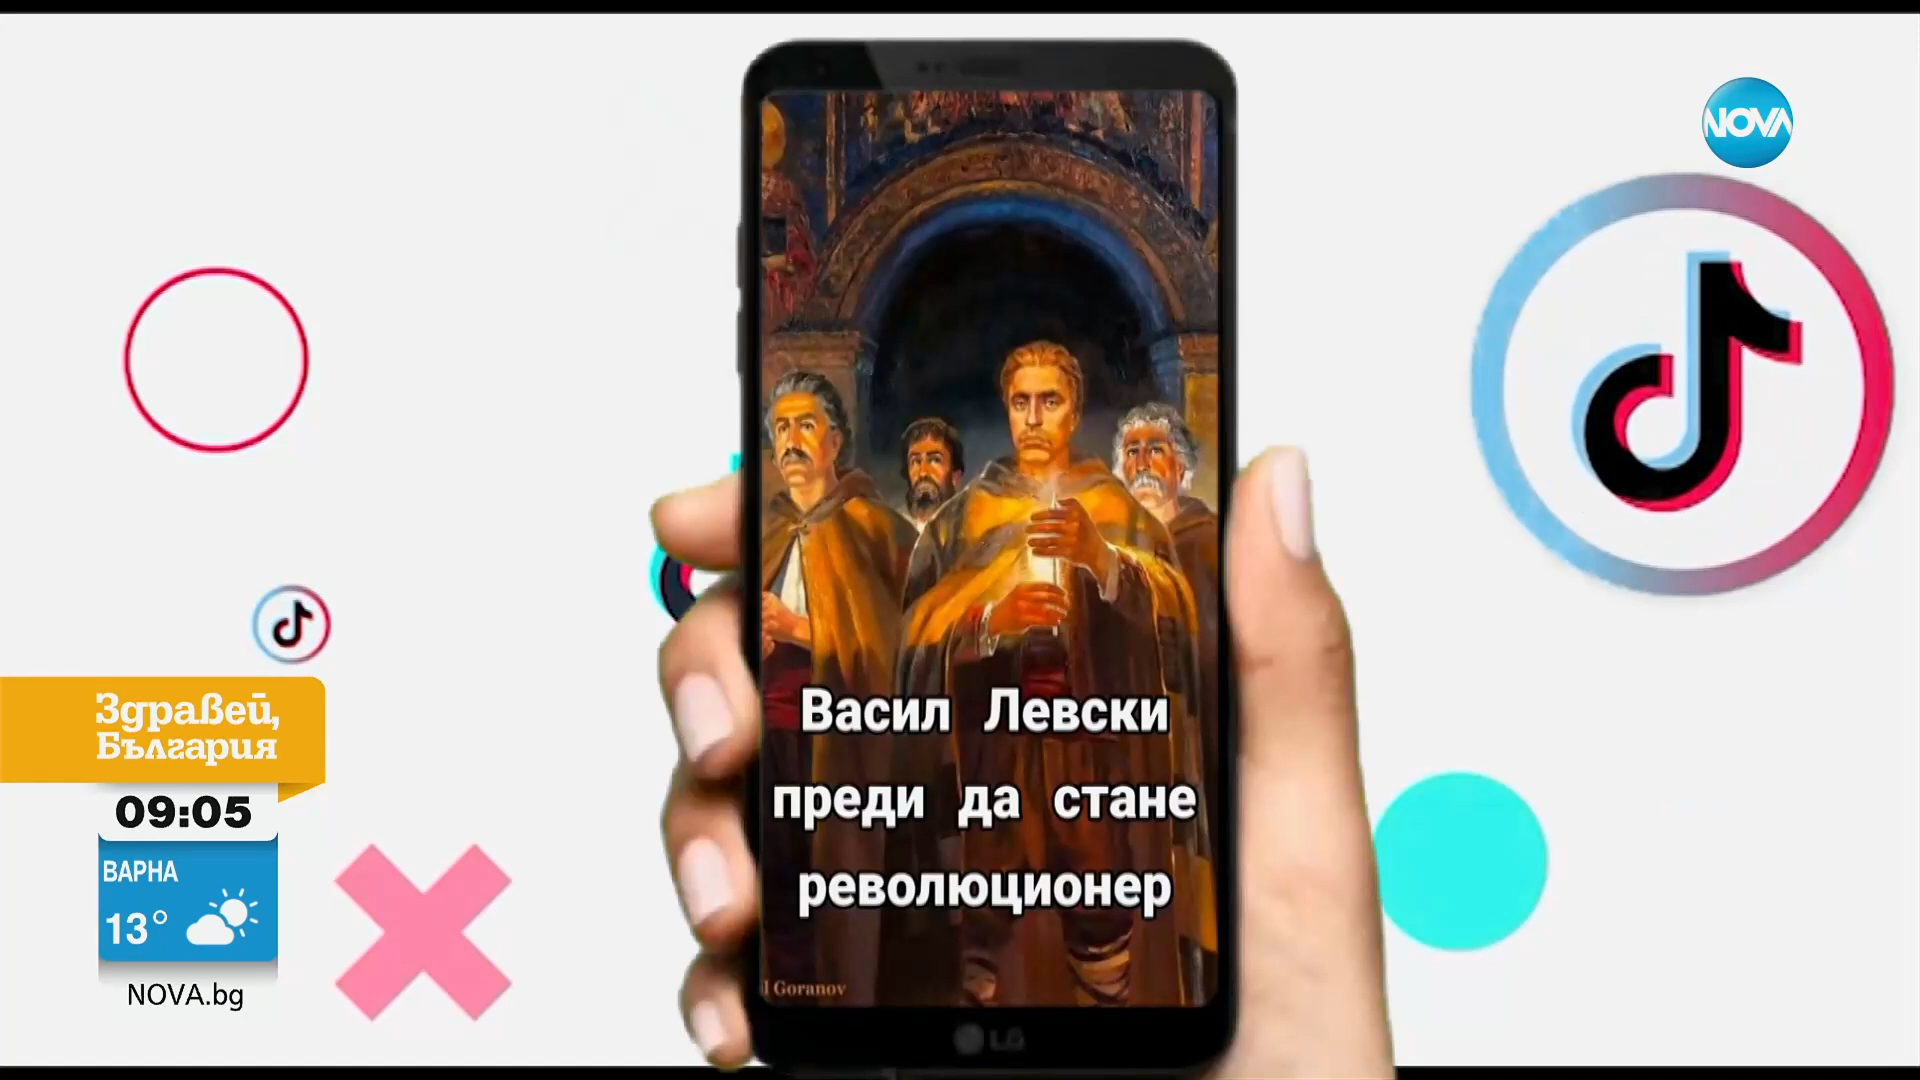 NOVA
Здравей,
България
09:05
ВАРНА
13°
NOVA.bg
Васил Левски
преди да стане
революционер
l Goranov
LG